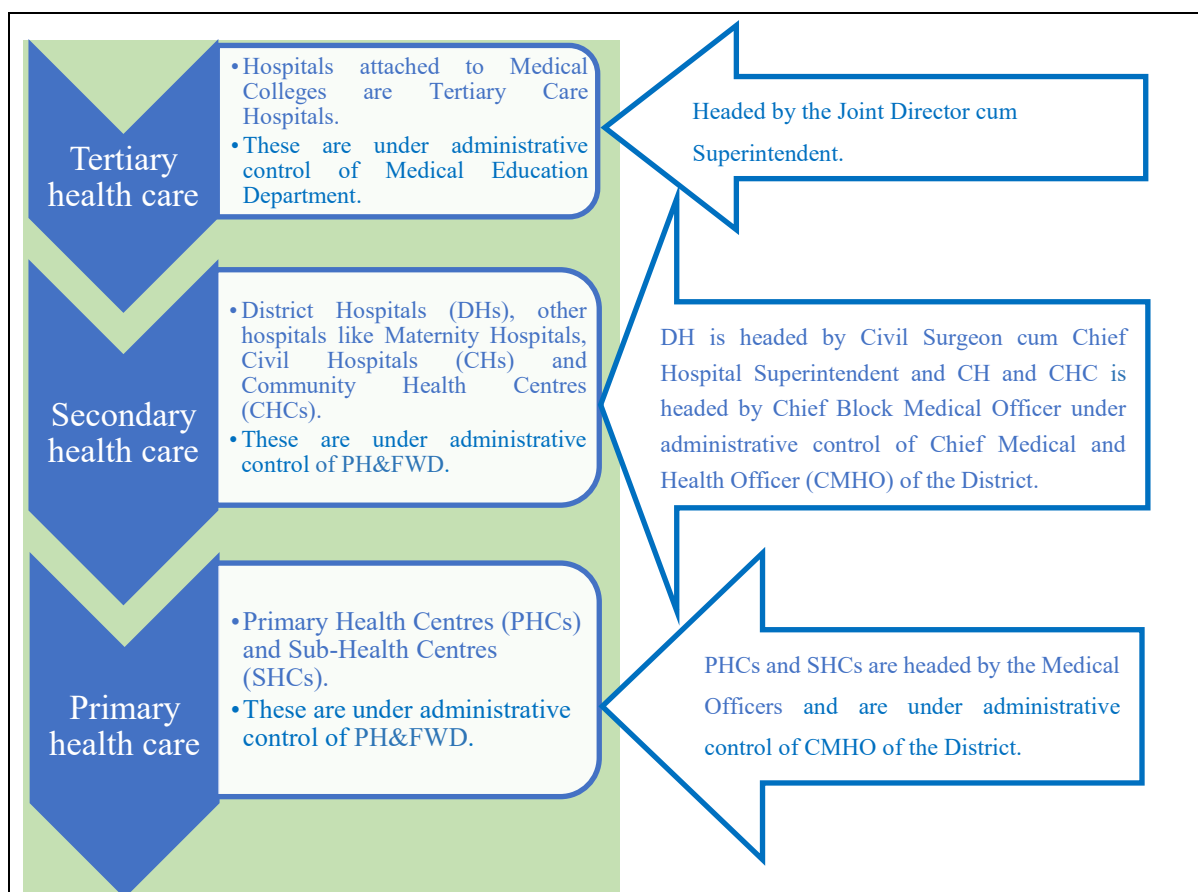 Tertiary
health care
•Hospitals attached to Medical
Colleges are Tertiary Care
Hospitals.
•These are under administrative
control of Medical Education
Department.
Headed by the Joint Director cum
Superintendent.
Secondary
health care
•District Hospitals (DHs), other
hospitals like Maternity Hospitals,
Civil Hospitals (CHs) and
Community Health Centres
(CHCs).
•These are under administrative
control of PH&FWD.
DH is headed by Civil Surgeon cum Chief
Hospital Superintendent and CH and CHC is
headed by Chief Block Medical Officer under
administrative control of Chief Medical and
Health Officer (CMHO) of the District.
Primary
health care
•Primary Health Centres (PHCs)
and Sub-Health Centres
(SHCs).
•These are under administrative
control of PH&FWD.
PHCs and SHCs are headed by the Medical
Officers and are under administrative
control of CMHO of the District.